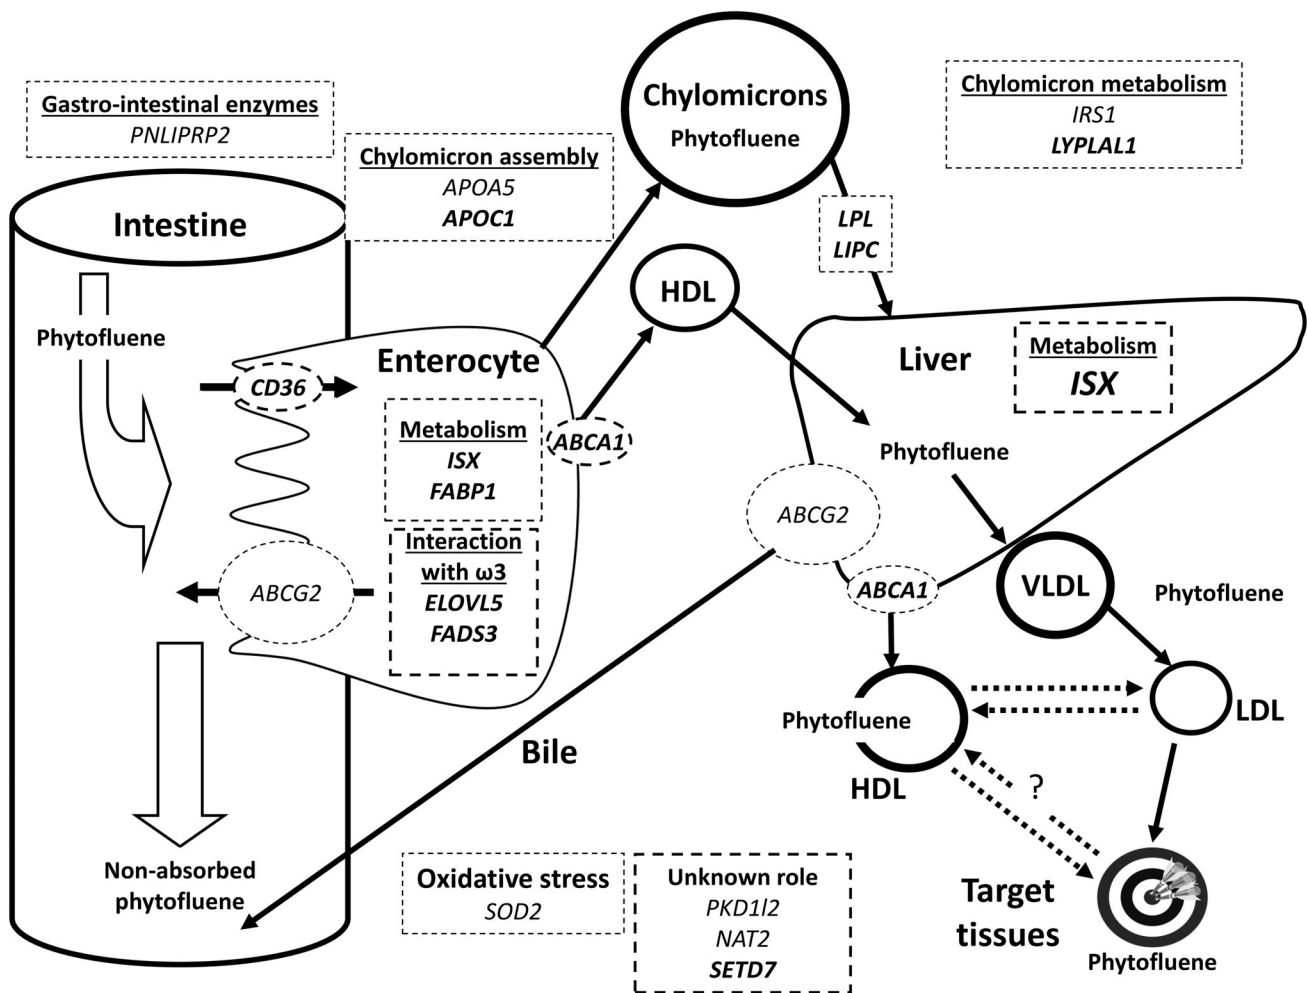 Gastro-intestinal enzymes
PNLIPRP2
Chylomicron assembly
APOA5
APOC1
Chylomicrons
Phytofluene
Chylomicron metabolism
IRS1
LYPLAL1
LPL
LIPC
Intestine
Phytofluene
CD36
Enterocyte
Metabolism
ISX
FABP1
Interaction
with ω3
ELOVL5
FADS3
ABCG2
ABCA1
HDL
Liver
Metabolism
ISX
Phytofluene
ABCG2
ABCA1
VLDL
Phytofluene
LDL
Phytofluene
HDL
?
Bile
Non-absorbed
phytofluene
Oxidative stress
SOD2
Unknown role
PKD1l2
NAT2
SETD7
Target
tissues
Phytofluene